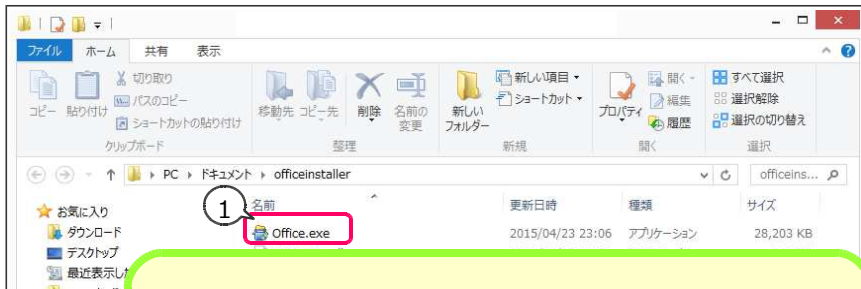 ファイル ホーム 共有 表示
コピー 貼り付け 切り取り
パスのコピー
ショートカットの貼り付け
クリップボード
移動先 コピー先 削除 名前の変更
整理
新しいフォルダー 新しい項目
ショートカット
新規
プロパティ 開く
編集
履歴
開く
すべて選択
選択解除
選択の切り替え
選択
PC ▸ ドキュメント ▸ officeinstaller
officeins...
お気に入り
ダウンロード
デスクトップ
最近表示した
名前 更新日時 種類 サイズ
1
Office.exe 2015/04/23 23:06 アプリケーション 28,203 KB